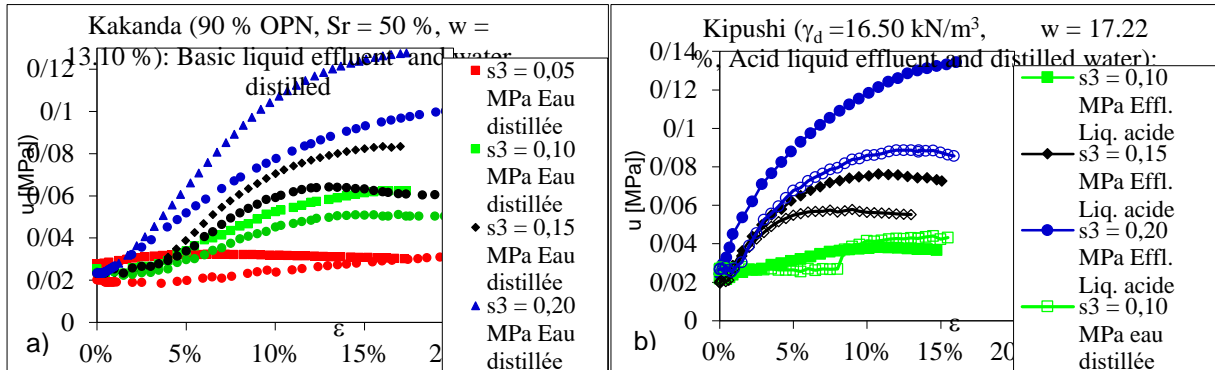 Kakanda (90 % OPN, Sr = 50 %, w =
13.10 %): Basic liquid effluent and water
distilled
0/12
0/1
0/08
0/06
0/04
0/02
0
u [MPa]
0%
5%
10%
15%
ε
a)
s3 = 0,05
MPa Eau
distillée
s3 = 0,10
MPa Eau
distillée
s3 = 0,15
MPa Eau
distillée
s3 = 0,20
MPa Eau
distillée
Kipushi (γd =16.50 kN/m³, w = 17.22
%, Acid liquid effluent and distilled water):
0/14
0/12
0/1
0/08
0/06
0/04
0/02
0
u [MPa]
0%
5%
10%
15%
ε
b)
s3 = 0,10
MPa Effl.
Liq. acide
s3 = 0,15
MPa Effl.
Liq. acide
s3 = 0,20
MPa Effl.
Liq. acide
s3 = 0,10
MPa eau
distillée